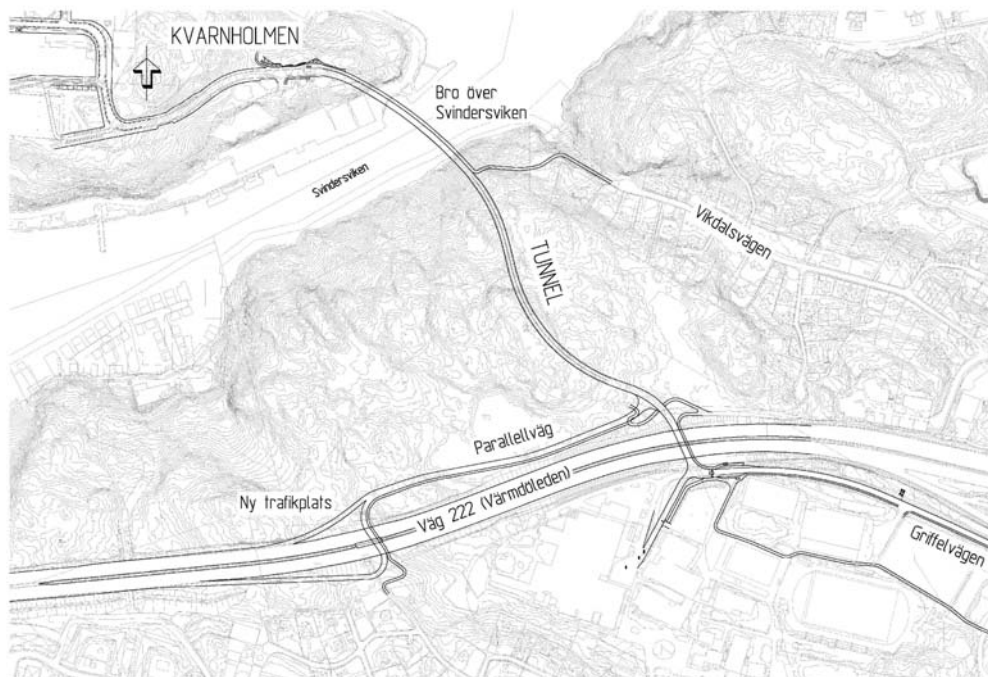 KVARNHOLMEN
Bro över
Svindersviken
Svindersviken
Vikdalsvägen
TUNNEL
Parallellväg
Ny trafikplats
Väg 222 (Värmdöleden)
Griffelvägen